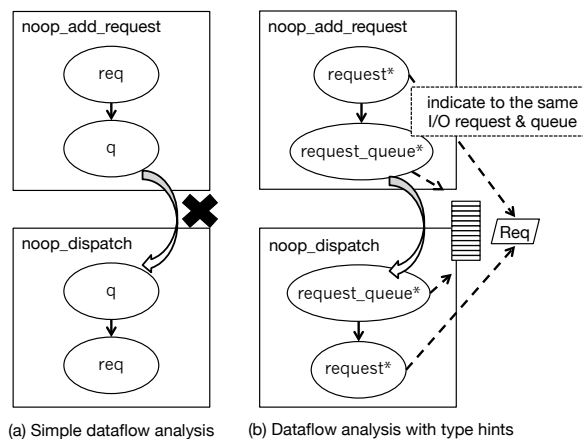 noop_add_request
req
q
noop_dispatch
q
req
(a) Simple dataflow analysis
noop_add_request
request*
indicate to the same
I/O request & queue
request_queue*
Req
noop_dispatch
request_queue*
request*
(b) Dataflow analysis with type hints